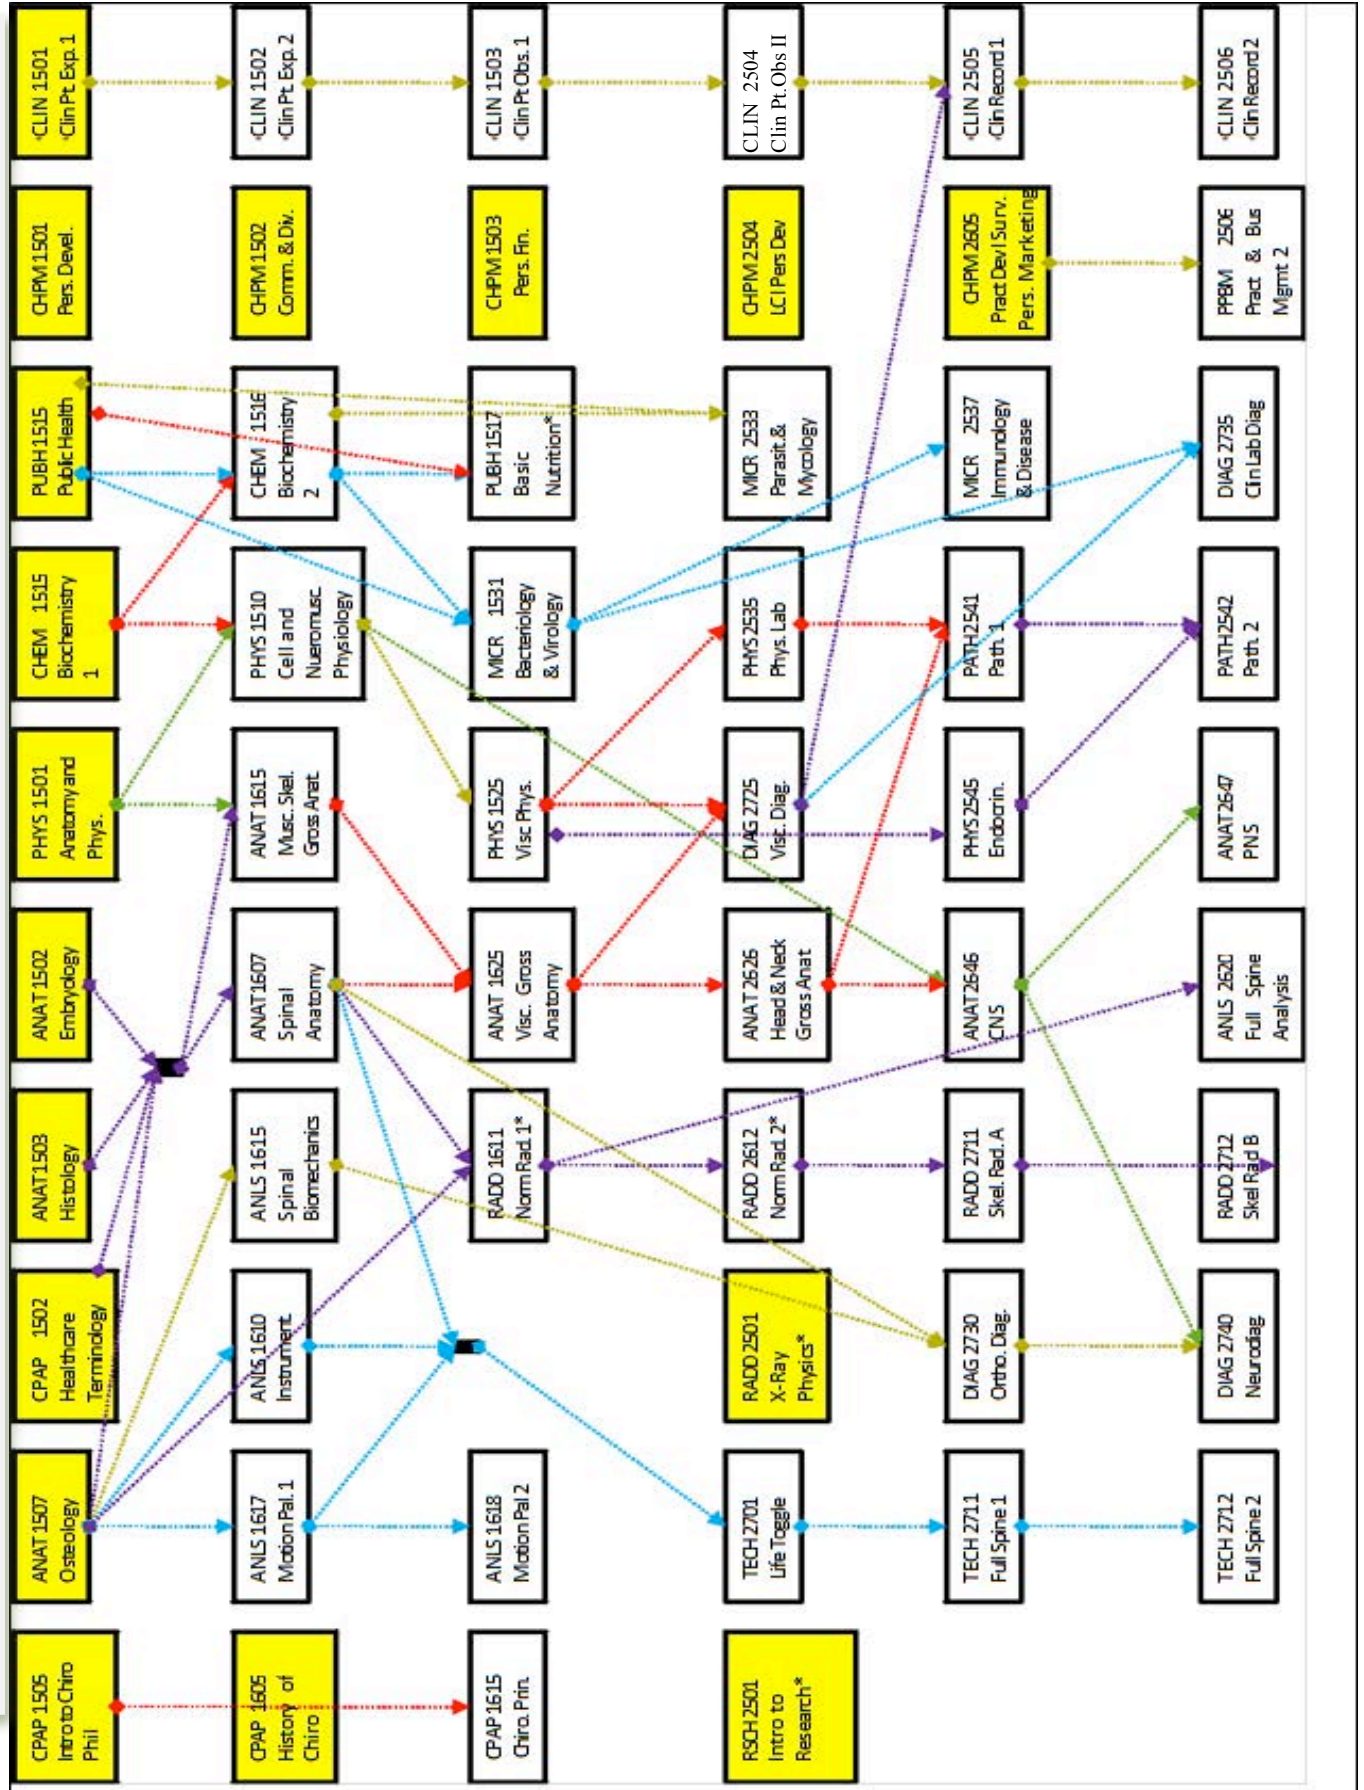 CPAP 1505
Intro to Chiro
Phil
ANAT 1507
Osteology
CPAP 1502
Healthcare
Terminology
ANAT 1503
Histology
ANAT 1502
Embryology
PHYS 1501
Anatomy and
Phys.
CHEM 1515
Biochemistry
1
PUBH 1515
Public Health
CHPM 1501
Pers. Devel.
*CLIN 1501
*Clin Pt. Exp. 1
CPAP 1605
History of
Chiro
ANLS 1617
Motion Pal. 1
ANLS 1610
Instrument.
ANLS 1615
Spinal
Biomechanics
ANAT 1607
Spinal
Anatomy
ANAT 1615
Musc. Skel.
Gross Anat.
PHYS 1510
Cell and
Nueromusc.
Physiology
CHEM 1516
Biochemistry
2
CHPM 1502
Comm. & Div.
*CLIN 1502
*Clin Pt. Exp. 2
CPAP 1615
Chiro. Prin.
ANLS 1618
Motion Pal 2
RADD 1611
Norm Rad. 1*
ANAT 1625
Visc. Gross
Anatomy
PHYS 1525
Visc Phys.
MICR 1531
Bacteriology
& Virology
PUBH 1517
Basic
Nutrition*
CHPM 1503
Pers. Fin.
*CLIN 1503
*Clin Pt Obs. 1
RSCH 2501
Intro to
Research*
TECH 2701
Life Toggle
RADD 2501
X-Ray
Physics*
RADD 2612
Norm Rad. 2*
ANAT 2626
Head & Neck
Gross Anat
DIAG 2725
Visc. Diag.
PHYS 2535
Phys. Lab
MICR 2533
Parasit.&
Mycology
CHPM 2504
LCI Pers Dev
CLIN 2504
Clin Pt.Obs II
TECH 2711
Full Spine 1
DIAG 2730
Ortho. Diag.
RADD 2711
Skel. Rad. A
ANAT 2646
CNS
PHYS 2545
Endocrin.
PATH 2541
Path. 1
MICR 2537
Immunology
& Disease
CHPM 2605
Pract Devl Surv.
Pers. Marketing
*CLIN 2505
*Clin Record 1
TECH 2712
Full Spine 2
DIAG 2740
Neurodiag
RADD 2712
Skel Rad B
ANLS 2620
Full Spine
Analysis
ANAT 2647
PNS
PATH 2542
Path. 2
DIAG 2735
Clin Lab Diag
PPBM 2506
Pract & Bus
Mgmt 2
*CLIN 2506
*Clin Record 2